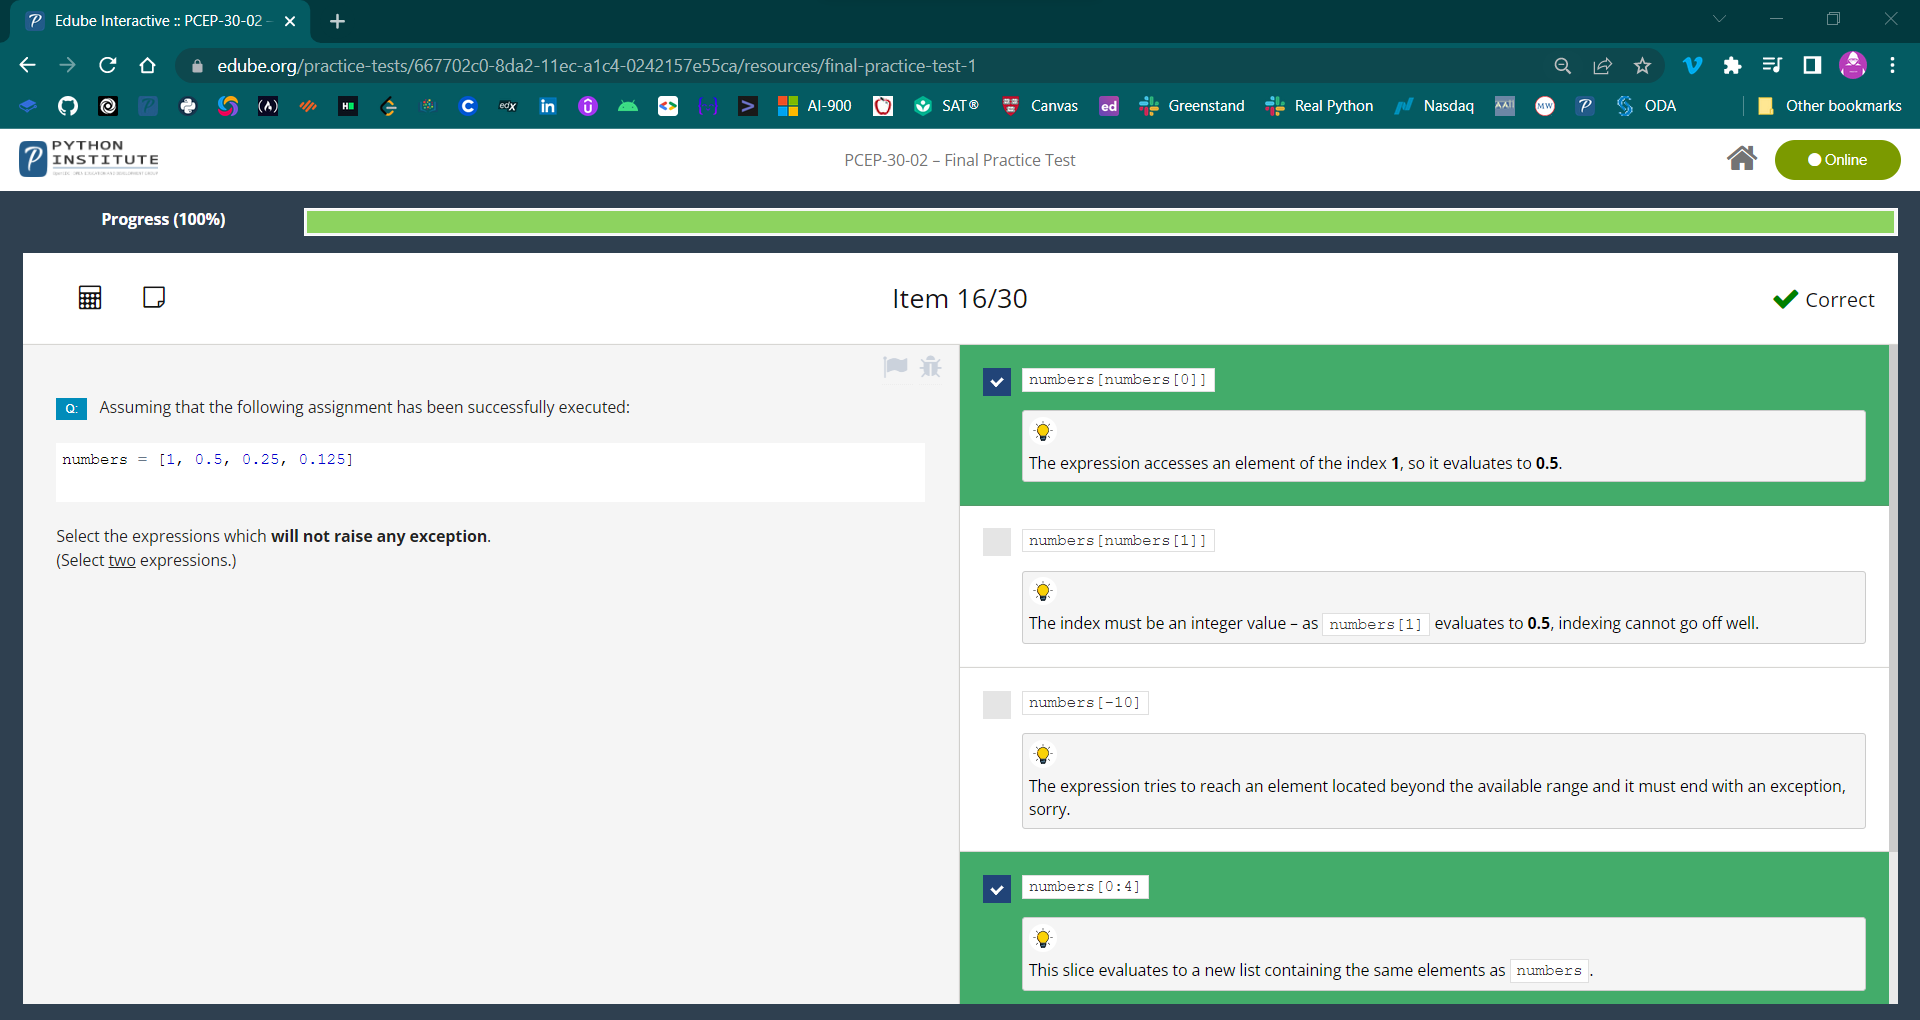 Edube Interactive :: PCEP-30-02 -
edube.org/practice-tests/667702c0-8da2-11ec-a1c4-0242157e55ca/resources/final-practice-test-1
edX
in
AI-900
SAT®
Canvas
ed
Greenstand
Real Python
Nasdaq
MW
ODA
Other bookmarks
PYTHON
INSTITUTE
PCEP-30-02 – Final Practice Test
Online
Progress (100%)
Item 16/30
Correct
Q: Assuming that the following assignment has been successfully executed:
numbers = [1, 0.5, 0.25, 0.125]
Select the expressions which will not raise any exception.
(Select two expressions.)
numbers[numbers[0]]
The expression accesses an element of the index 1, so it evaluates to 0.5.
numbers[numbers[1]]
The index must be an integer value – as numbers[1] evaluates to 0.5, indexing cannot go off well.
numbers[-10]
The expression tries to reach an element located beyond the available range and it must end with an exception,
sorry.
numbers[0:4]
This slice evaluates to a new list containing the same elements as numbers.